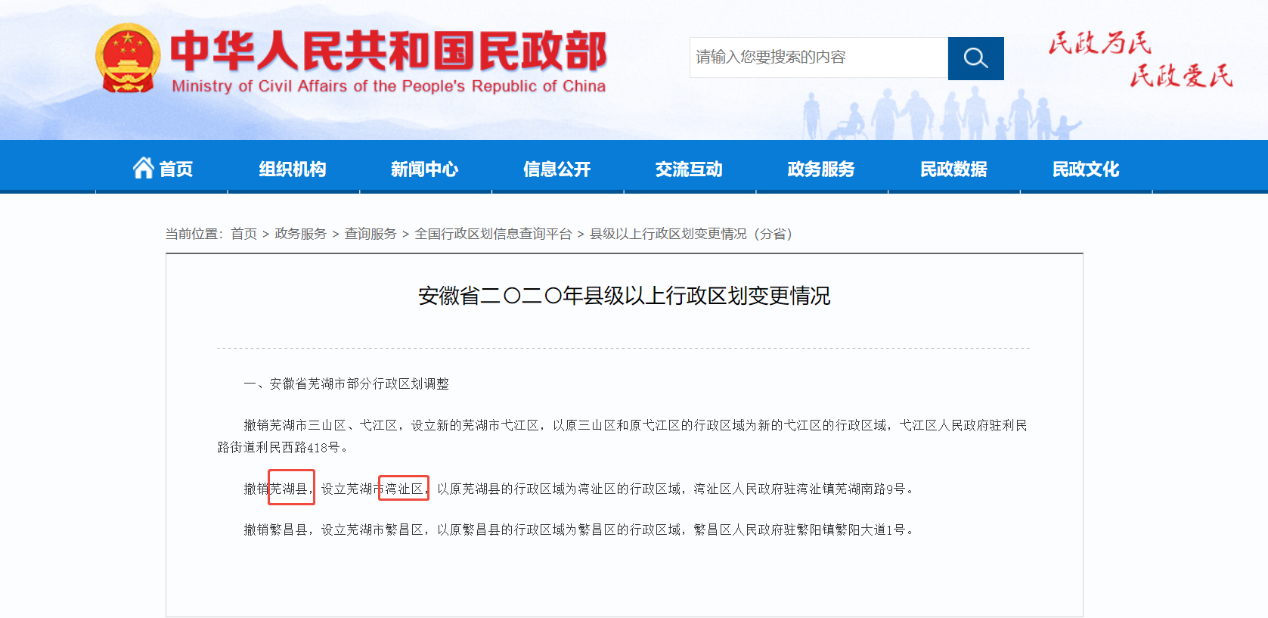 中华人民共和国民政部
Ministry of Civil Affairs of the People's Republic of China
请输入您要搜索的内容
民政为民
民政爱民
首页 组织机构 新闻中心 信息公开 交流互动 政务服务 民政数据 民政文化
当前位置：首页 > 政务服务 > 查询服务 > 全国行政区划信息查询平台 > 县级以上行政区划变更情况（分省）
安徽省二〇二〇年县级以上行政区划变更情况
一、安徽省芜湖市部分行政区划调整
撤销芜湖市三山区、弋江区，设立新的芜湖市弋江区，以原三山区和原弋江区的行政区域为新的弋江区的行政区域，弋江区人民政府驻利民
路街道利民西路418号。
撤销芜湖县，设立芜湖市湾沚区，以原芜湖县的行政区域为湾沚区的行政区域，湾沚区人民政府驻湾沚镇芜湖南路9号。
撤销繁昌县，设立芜湖市繁昌区，以原繁昌县的行政区域为繁昌区的行政区域，繁昌区人民政府驻繁阳镇繁阳大道1号。